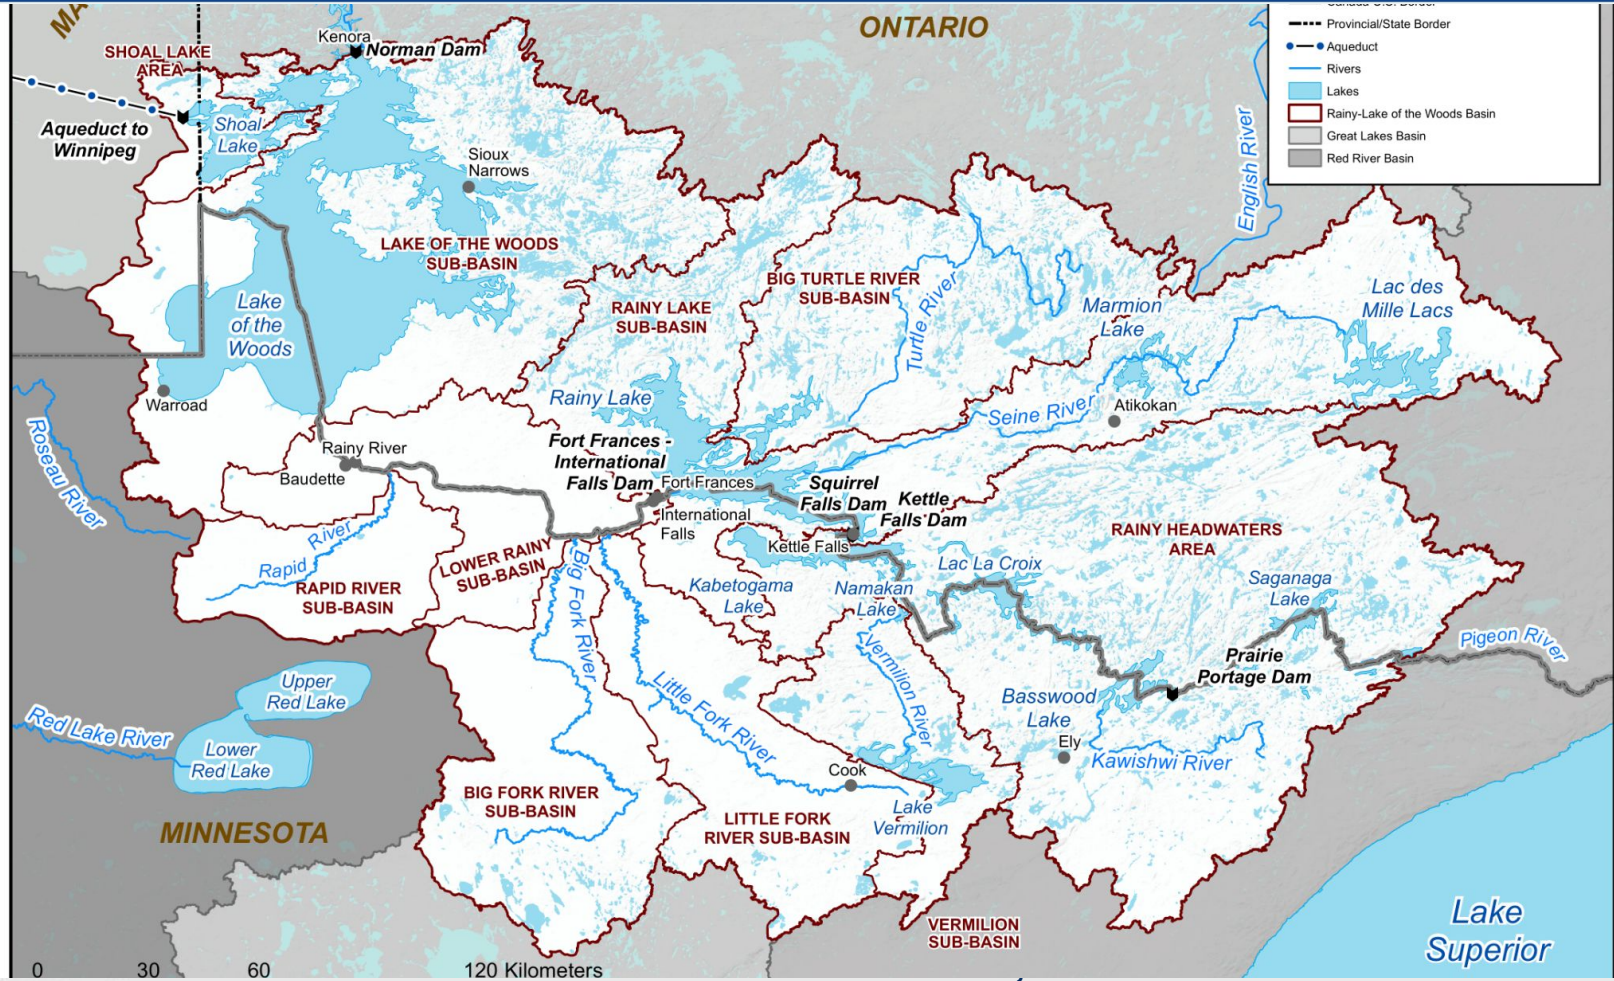 MA
ONTARIO
Canada-U.S. Border
Provincial/State Border
Aqueduct
Rivers
Lakes
Rainy-Lake of the Woods Basin
Great Lakes Basin
Red River Basin
Kenora
Norman Dam
SHOAL LAKE
AREA
Aqueduct to
Winnipeg
Shoal
Lake
Sioux
Narrows
English River
LAKE OF THE WOODS
SUB-BASIN
Lake
of the
Woods
RAINY LAKE
SUB-BASIN
BIG TURTLE RIVER
SUB-BASIN
Turtle River
Marmion
Lake
Lac des
Mille Lacs
Warroad
Rainy Lake
Seine River
Atikokan
Roseau River
Rainy River
Baudette
Fort Frances -
International
Falls Dam
Fort Frances
International
Falls
Squirrel
Falls Dam
Kettle
Falls Dam
Kettle Falls
RAINY HEADWATERS
AREA
Rapid River
RAPID RIVER
SUB-BASIN
LOWER RAINY
SUB-BASIN
Big Fork River
Kabetogama
Lake
Namakan
Lake
Lac La Croix
Saganaga
Lake
Pigeon River
Prairie
Portage Dam
Vermilion River
Little Fork River
Basswood
Lake
Upper
Red Lake
Lower
Red Lake
Red Lake River
Ely
Kawishwi River
Cook
Lake
Vermilion
BIG FORK RIVER
SUB-BASIN
LITTLE FORK
RIVER SUB-BASIN
MINNESOTA
VERMILION
SUB-BASIN
Lake
Superior
0 30 60 120 Kilometers